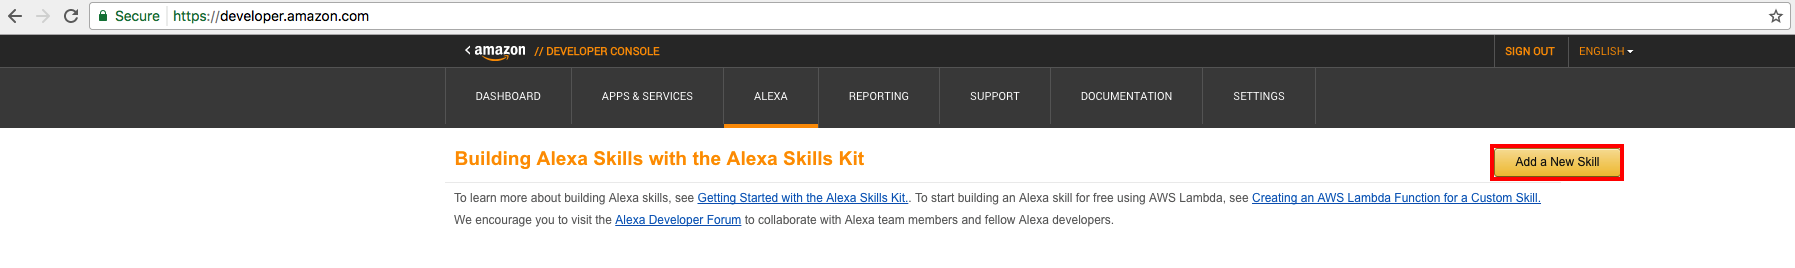 Secure https://developer.amazon.com
< amazon // DEVELOPER CONSOLE SIGN OUT ENGLISH
DASHBOARD APPS & SERVICES ALEXA REPORTING SUPPORT DOCUMENTATION SETTINGS
Building Alexa Skills with the Alexa Skills Kit Add a New Skill
To learn more about building Alexa skills, see Getting Started with the Alexa Skills Kit.. To start building an Alexa skill for free using AWS Lambda, see Creating an AWS Lambda Function for a Custom Skill.
We encourage you to visit the Alexa Developer Forum to collaborate with Alexa team members and fellow Alexa developers.